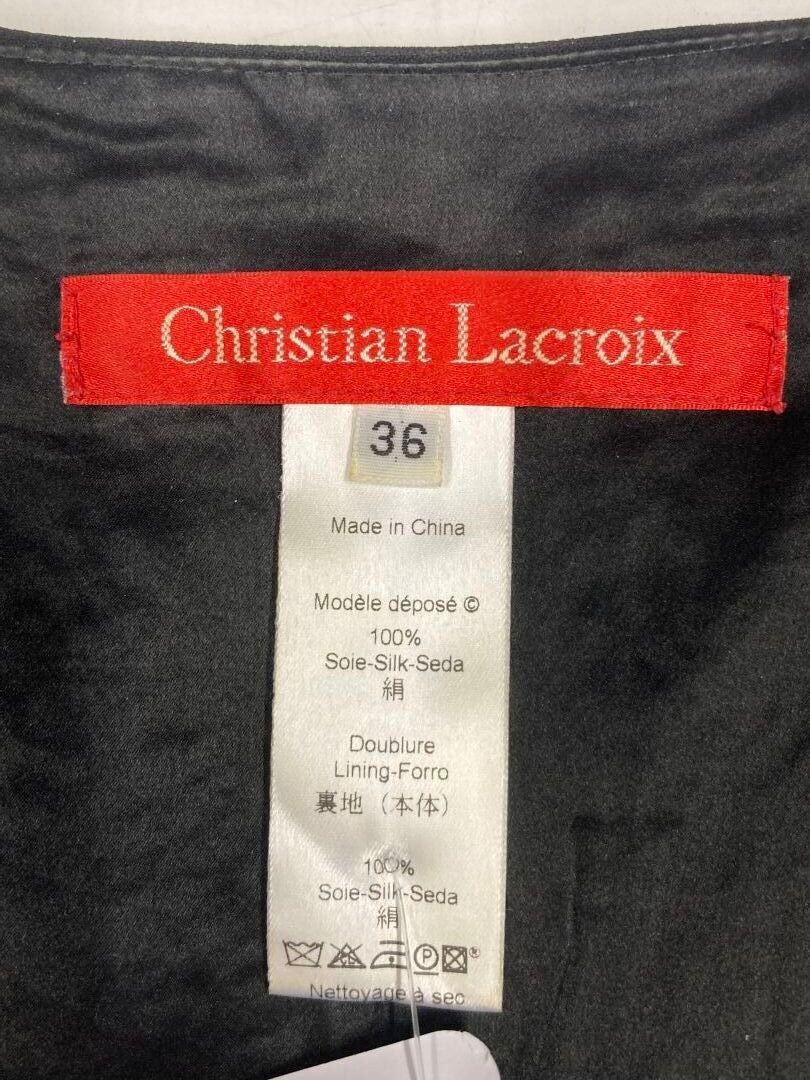 Christian Lacroix
36
Made in China
Modèle déposé ©
100%
Soie-Silk-Seda
絹
Doublure
Lining-Forro
裏地（本体）
100%
Soie-Silk-Seda
絹
CL P ®
Nettoyage à sec